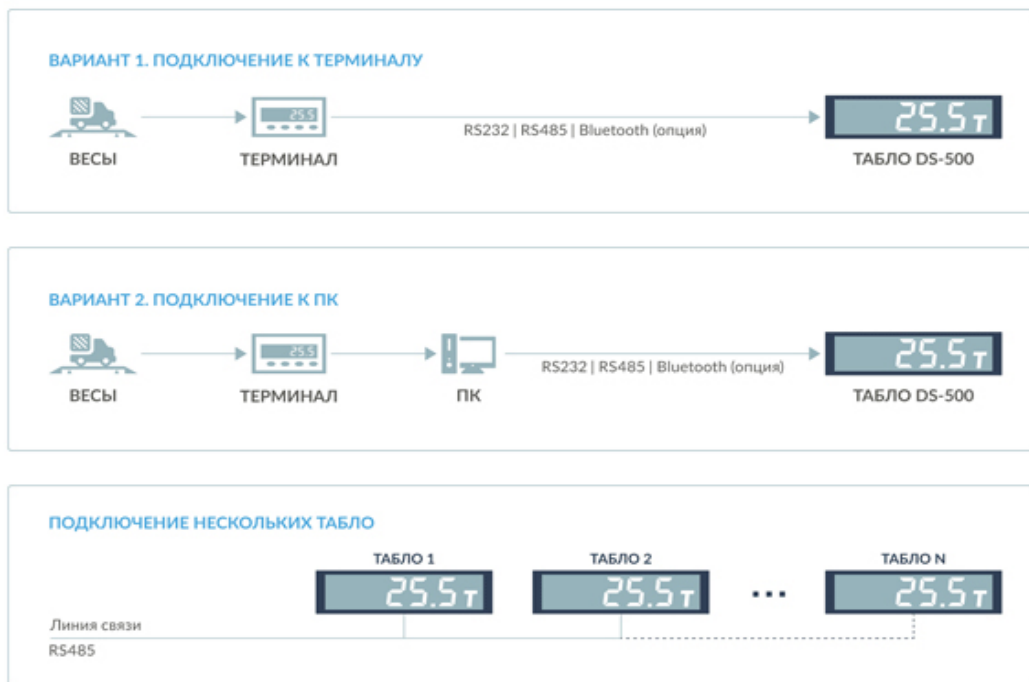 ВАРИАНТ 1. ПОДКЛЮЧЕНИЕ К ТЕРМИНАЛУ
25.5
25.5 т
RS232 | RS485 | Bluetooth (опция)
ВЕСЫ
ТЕРМИНАЛ
ТАБЛО DS-500
ВАРИАНТ 2. ПОДКЛЮЧЕНИЕ К ПК
25.5
25.5 т
RS232 | RS485 | Bluetooth (опция)
ВЕСЫ
ТЕРМИНАЛ
ПК
ТАБЛО DS-500
ПОДКЛЮЧЕНИЕ НЕСКОЛЬКИХ ТАБЛО
ТАБЛО 1
ТАБЛО 2
ТАБЛО N
25.5 т
25.5 т
...
25.5 т
Линия связи
RS485